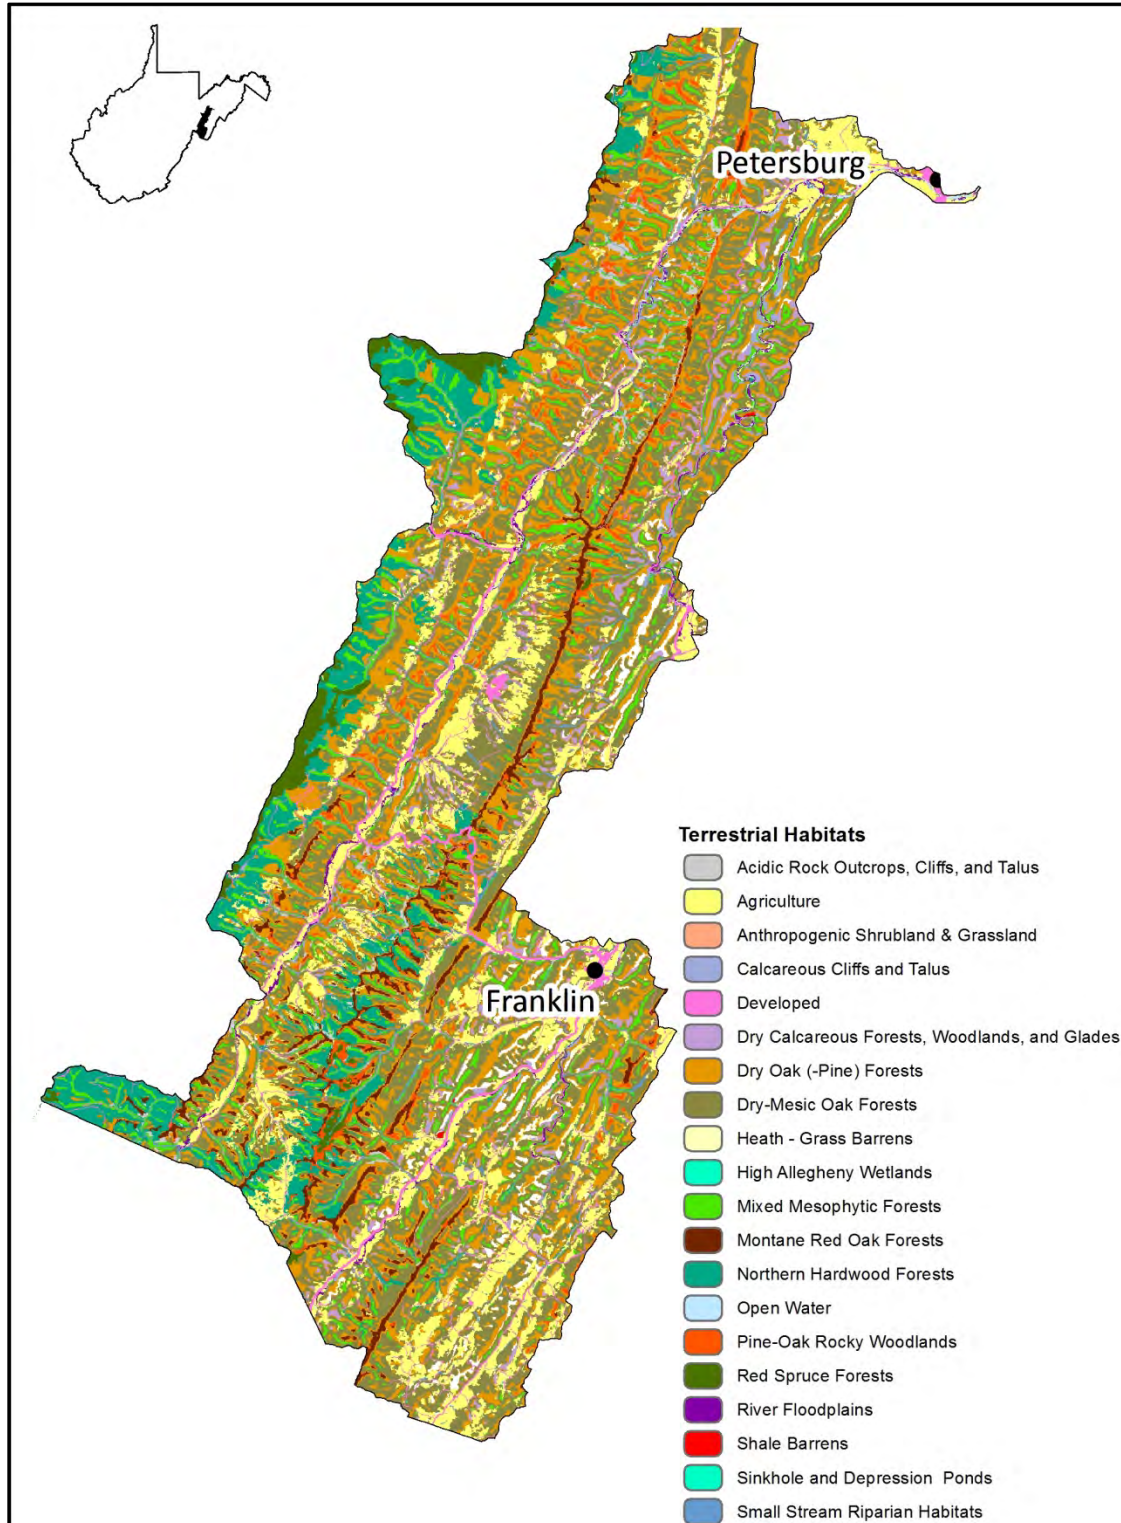 Petersburg
Franklin
Terrestrial Habitats
Acidic Rock Outcrops, Cliffs, and Talus
Agriculture
Anthropogenic Shrubland & Grassland
Calcareous Cliffs and Talus
Developed
Dry Calcareous Forests, Woodlands, and Glades
Dry Oak (-Pine) Forests
Dry-Mesic Oak Forests
Heath - Grass Barrens
High Allegheny Wetlands
Mixed Mesophytic Forests
Montane Red Oak Forests
Northern Hardwood Forests
Open Water
Pine-Oak Rocky Woodlands
Red Spruce Forests
River Floodplains
Shale Barrens
Sinkhole and Depression Ponds
Small Stream Riparian Habitats